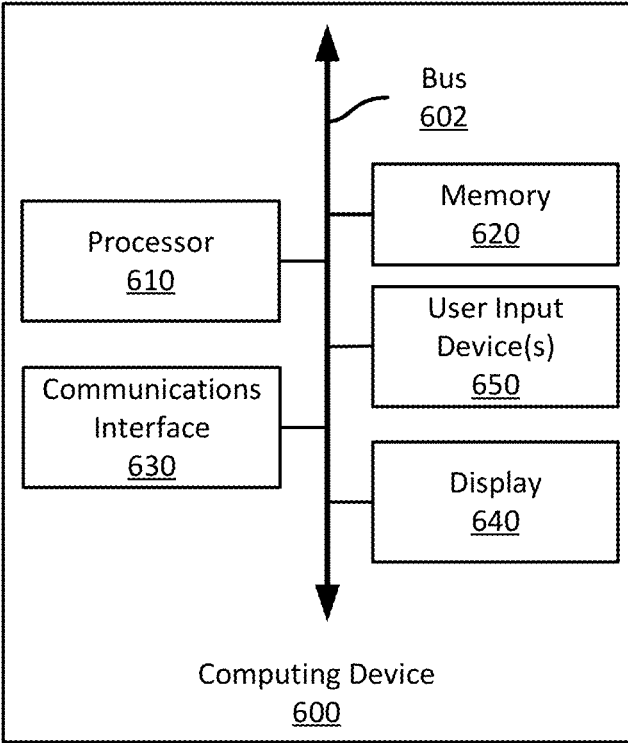 Bus
602
Memory
620
Processor
610
User Input
Device(s)
650
Communications
Interface
630
Display
640
Computing Device
600